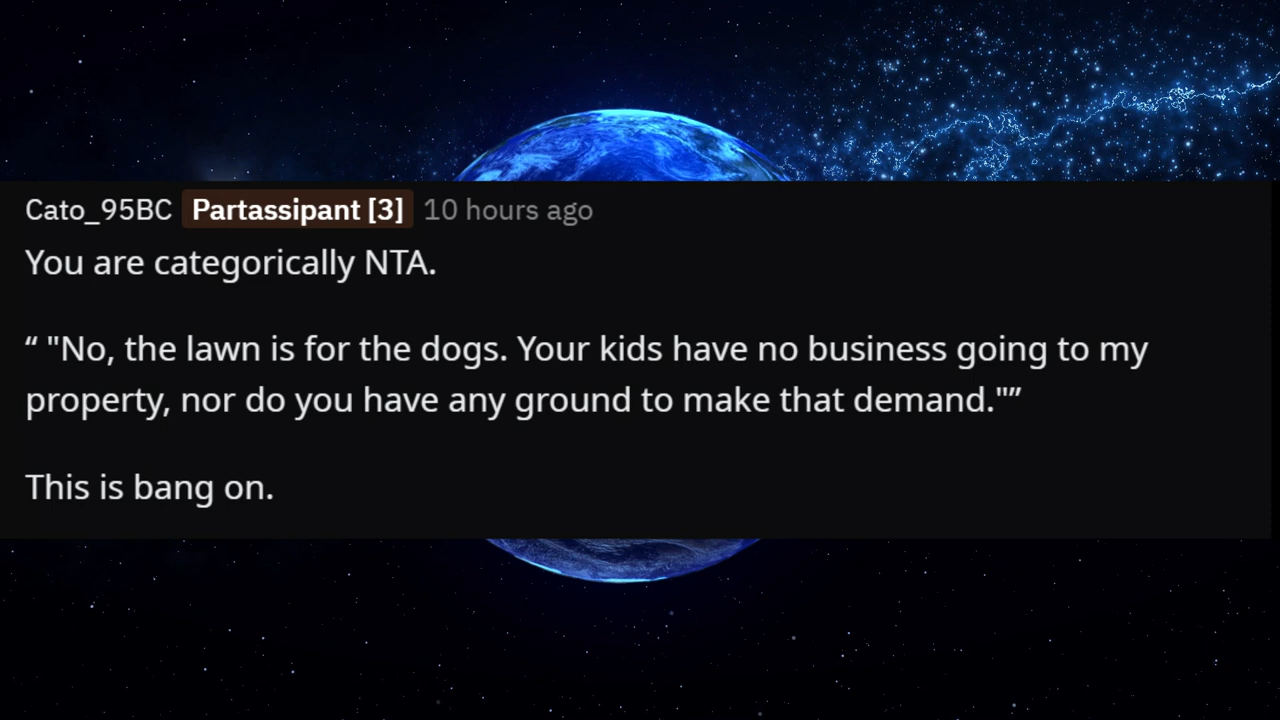 Cato_95BC Partassipant [3] 10 hours ago
You are categorically NTA.
“ "No, the lawn is for the dogs. Your kids have no business going to my
property, nor do you have any ground to make that demand."”
This is bang on.